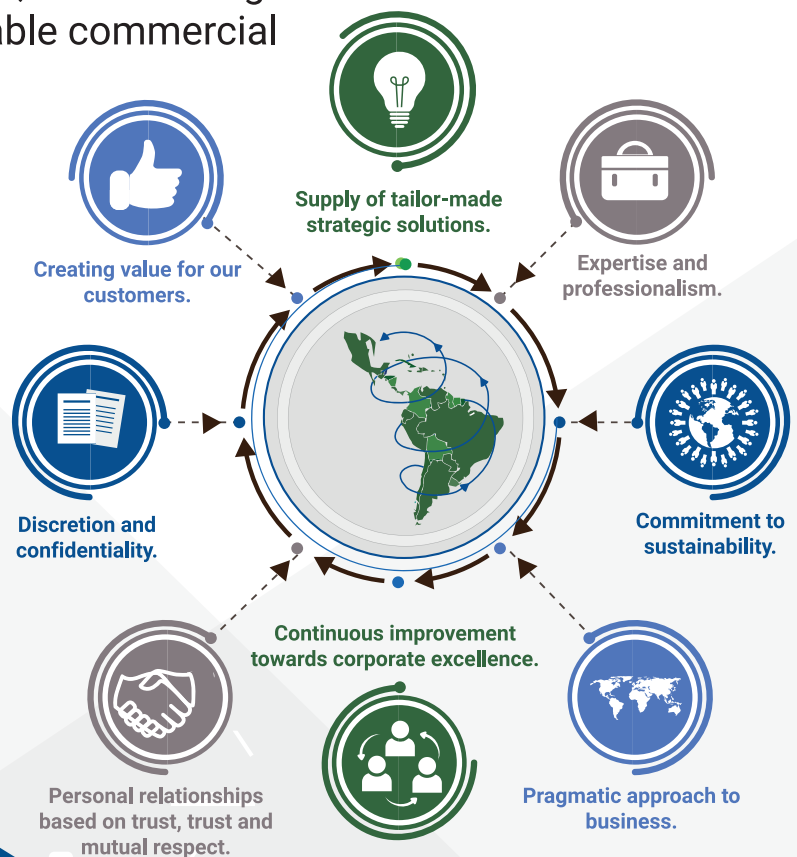 commercial
Supply of tailor-made
strategic solutions.
Expertise and
professionalism.
Commitment to
sustainability.
Pragmatic approach to
business.
Continuous improvement
towards corporate excellence.
Personal relationships
based on trust, trust and
mutual respect.
Discretion and
confidentiality.
Creating value for our
customers.